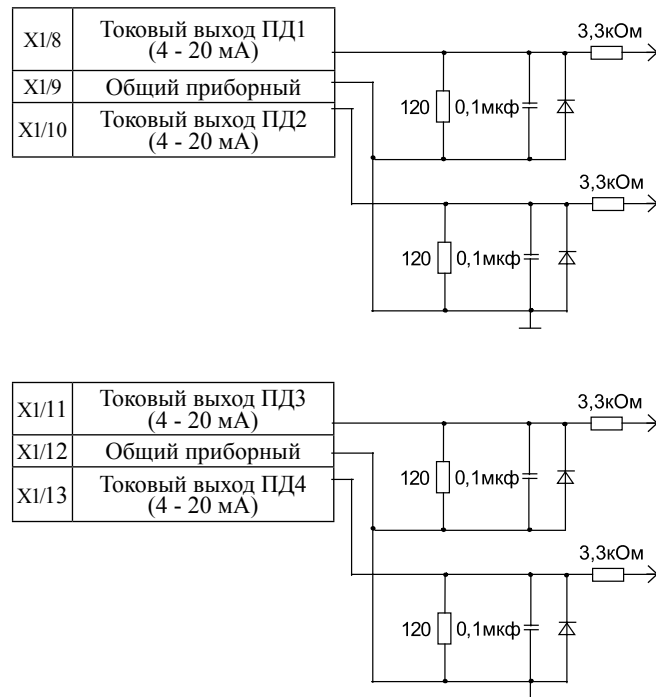 X1/8
Токовый выход ПД1
(4 - 20 мА)
3,3кОм
X1/9
Общий приборный
120
0,1мкф
X1/10
Токовый выход ПД2
(4 - 20 мА)
3,3кОм
120
0,1мкф
X1/11
Токовый выход ПД3
(4 - 20 мА)
3,3кОм
X1/12
Общий приборный
120
0,1мкф
X1/13
Токовый выход ПД4
(4 - 20 мА)
3,3кОм
120
0,1мкф